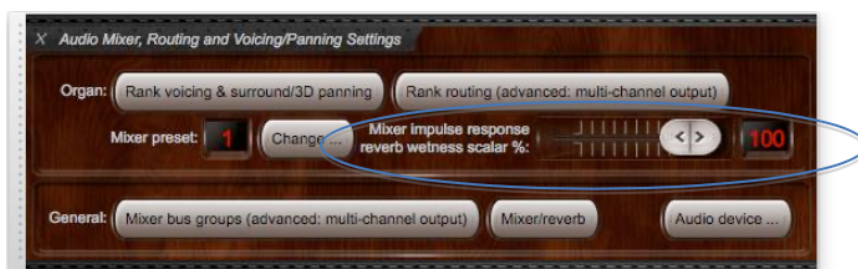 X Audio Mixer, Routing and Voicing/Panning Settings
Organ: Rank voicing & surround/3D panning Rank routing (advanced: multi-channel output)
Mixer preset: 1 Change ... Mixer impulse response
reverb wetness scalar %: < > 100
General: Mixer bus groups (advanced: multi-channel output) Mixer/reverb Audio device ...